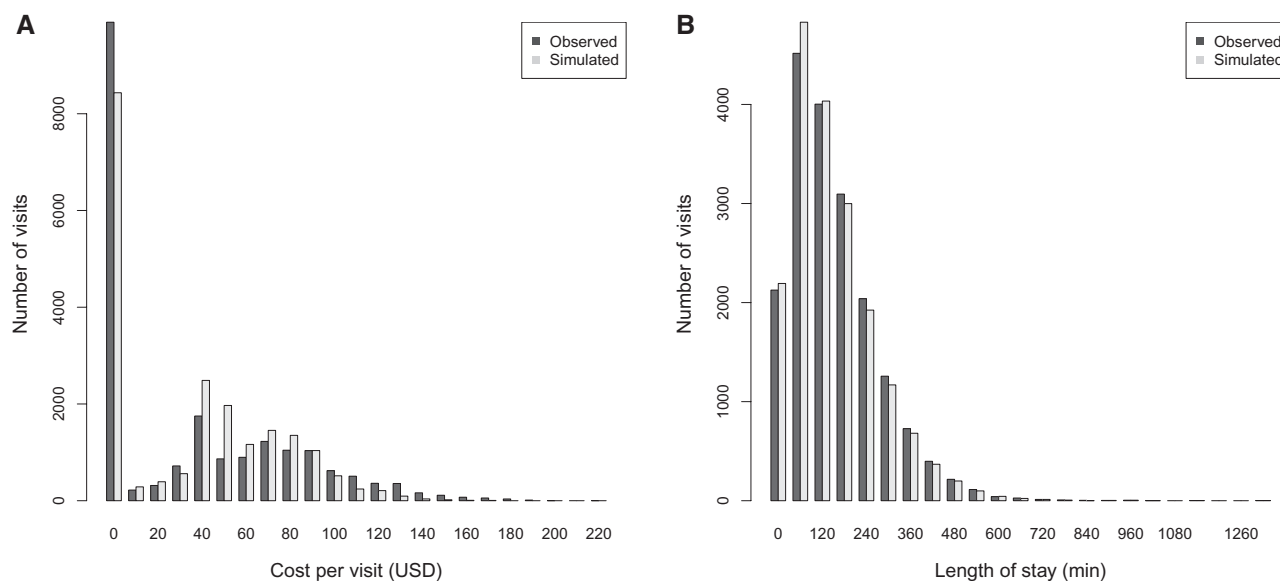 A
Observed
Simulated
Number of visits
8000
6000
4000
2000
0
0 20 40 60 80 100 120 140 160 180 200 220
Cost per visit (USD)
B
Observed
Simulated
Number of visits
4000
3000
2000
1000
0
0 120 240 360 480 600 720 840 960 1080 1260
Length of stay (min)